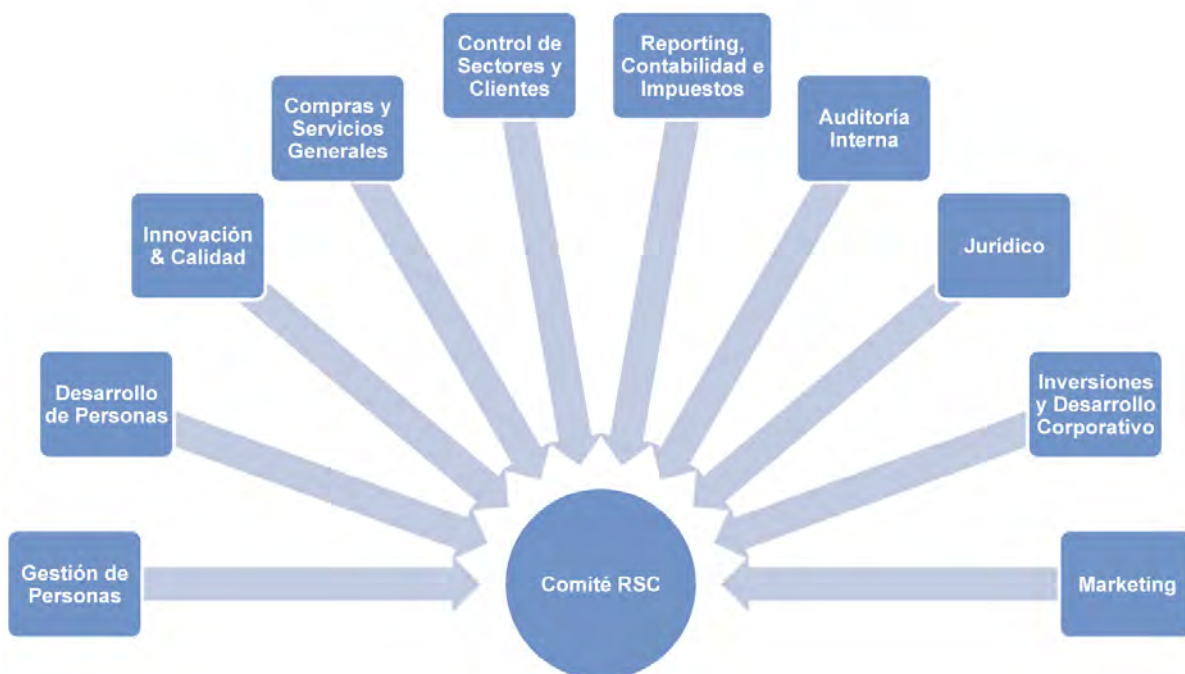 Control de
Sectores y
Clientes
Reporting,
Contabilidad e
Impuestos
Compras y
Servicios
Generales
Auditoría
Interna
Innovación
& Calidad
Jurídico
Desarrollo
de Personas
Inversiones
y Desarrollo
Corporativo
Gestión de
Personas
Comité RSC
Marketing